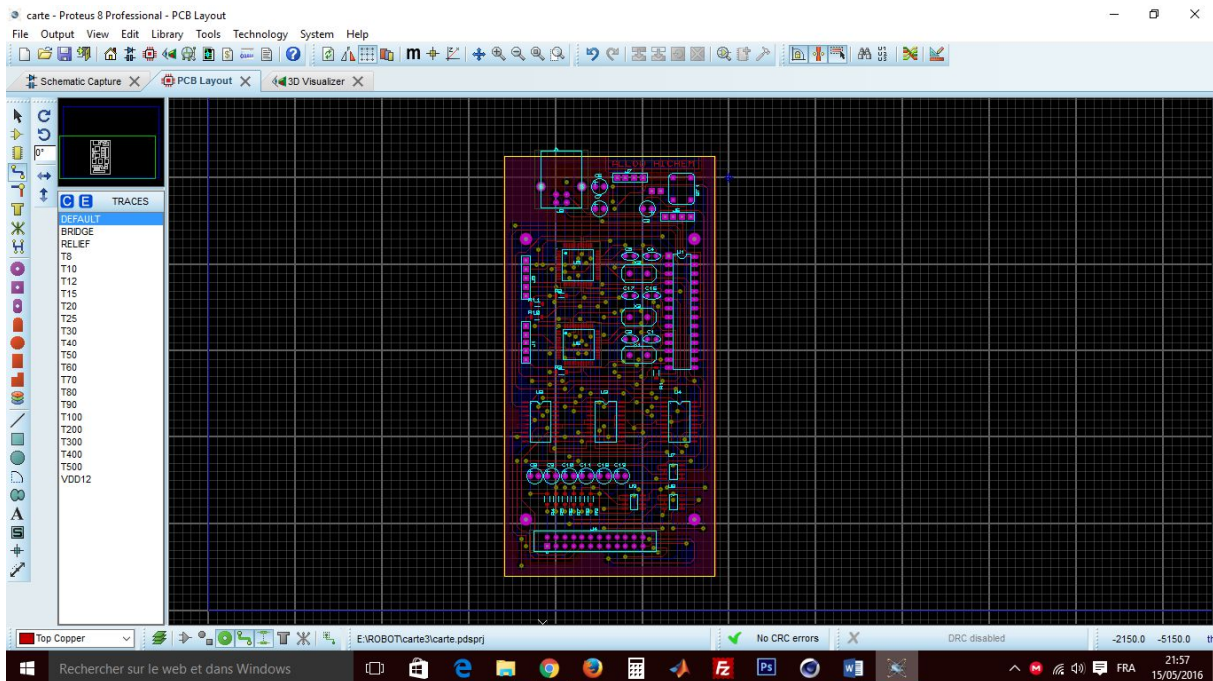 carte - Proteus 8 Professional - PCB Layout
File Output View Edit Library Tools Technology System Help
Schematic Capture PCB Layout 3D Visualizer
0°
C E TRACES
DEFAULT
BRIDGE
RELIEF
T8
T10
T12
T15
T20
T25
T30
T40
T50
T60
T70
T80
T90
T100
T200
T300
T400
T500
VDD12
HICHEM
C17
Top Copper E:\ROBOT\carte3\carte.pdsprj No CRC errors DRC disabled -2150.0 -5150.0 th
Rechercher sur le web et dans Windows FRA 21:57
15/05/2016